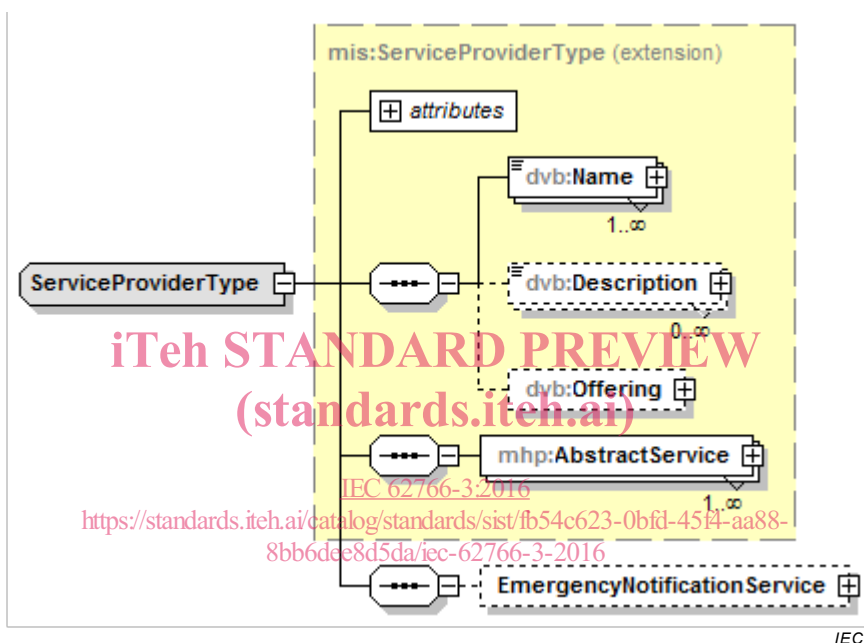 mis:ServiceProviderType (extension)
attributes
dvb:Name
1..∞
ServiceProviderType
dvb:Description
0..∞
iTeh STANDARD PREVIEW
dvb:Offering
(standards.iteh.ai)
mhp:AbstractService
IEC 62766-3:2016
1..∞
https://standards.iteh.ai/catalog/standards/sist/fb54c623-0bfd-45f4-aa88-
8bb6dee8d5da/iec-62766-3-2016
EmergencyNotificationService
IEC